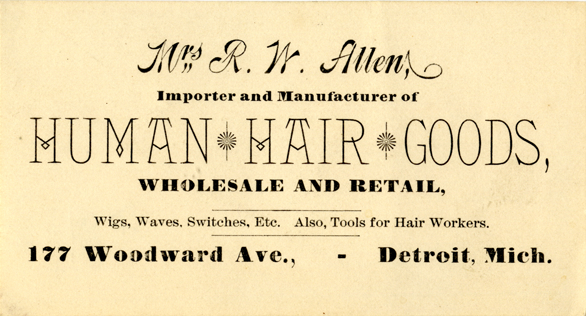 Mrs R. W. Allen,
Importer and Manufacturer of
HUMAN HAIR GOODS,
WHOLESALE AND RETAIL,
Wigs, Waves, Switches, Etc. Also, Tools for Hair Workers.
177 Woodward Ave., - Detroit, Mich.